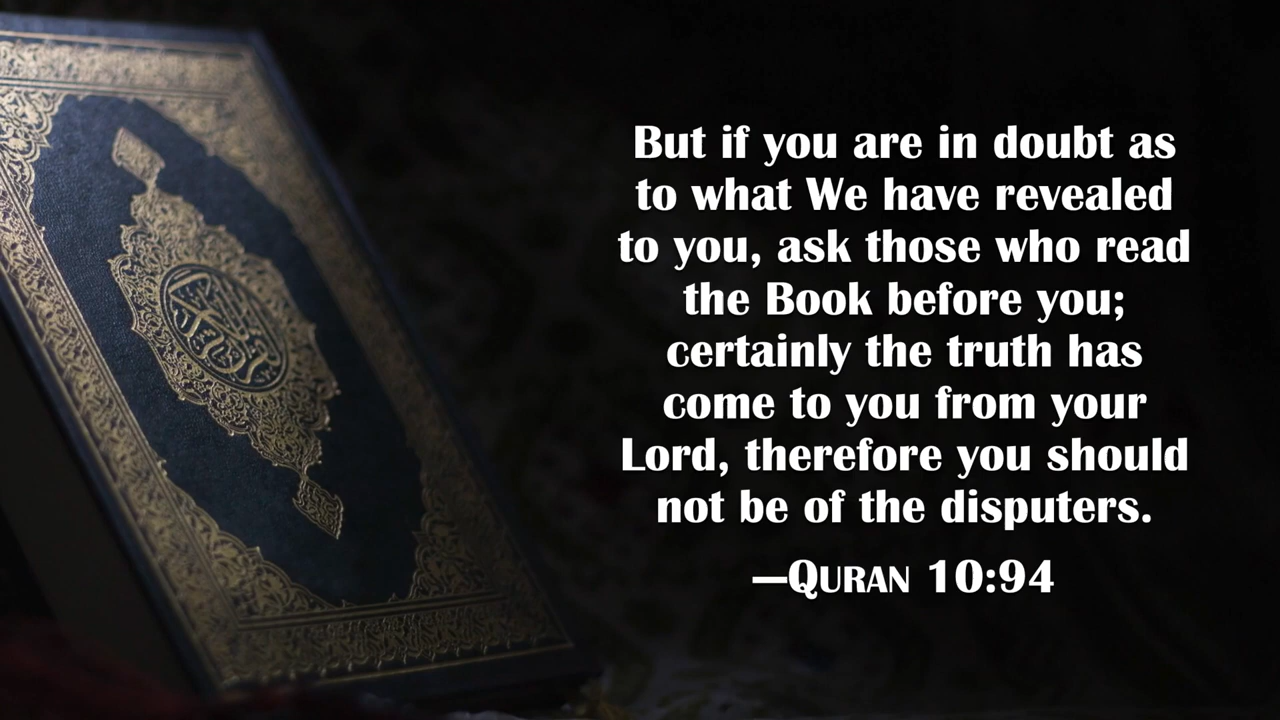 But if you are in doubt as
to what We have revealed
to you, ask those who read
the Book before you;
certainly the truth has
come to you from your
Lord, therefore you should
not be of the disputers.
—QURAN 10:94